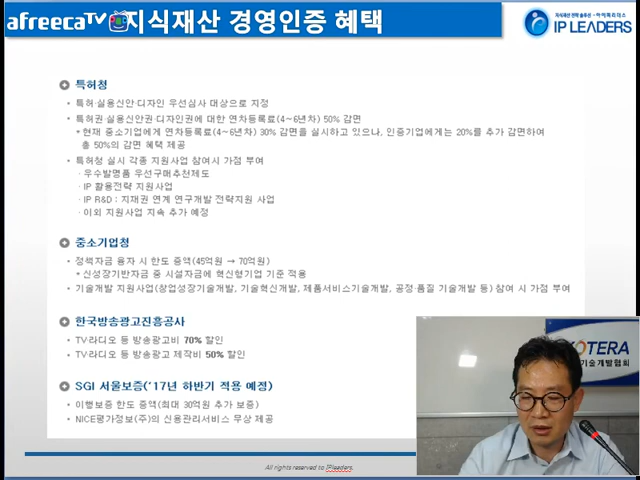 afreecaTV 지식재산 경영인증 혜택
지식재산 전략 솔루션 - 아이피리더스
IP LEADERS
특허청
• 특허·실용신안·디자인 우선심사 대상으로 지정
• 특허권·실용신안권·디자인권에 대한 연차등록료(4~6년차) 50% 감면
* 현재 중소기업에게 연차등록료(4~6년차) 30% 감면을 실시하고 있으나, 인증기업에게는 20%를 추가 감면하여
총 50%의 감면 혜택 제공
• 특허청 실시 각종 지원사업 참여시 가점 부여
· 우수발명품 우선구매추천제도
· IP 활용전략 지원사업
· IP R&D : 지재권 연계 연구개발 전략지원 사업
· 이외 지원사업 지속 추가 예정
중소기업청
• 정책자금 융자 시 한도 증액(45억원 → 70억원)
* 신성장기반자금 중 시설자금에 혁신형기업 기준 적용
• 기술개발 지원사업(창업성장기술개발, 기술혁신개발, 제품서비스기술개발, 공정·품질 기술개발 등) 참여 시 가점 부여
한국방송광고진흥공사
• TV·라디오 등 방송광고비 70% 할인
• TV·라디오 등 방송광고 제작비 50% 할인
SGI 서울보증('17년 하반기 적용 예정)
• 이행보증 한도 증액(최대 30억원 추가 보증)
• NICE평가정보(주)의 신용관리서비스 무상 제공
OTERA
기술개발협회
All rights reserved to IPleaders.